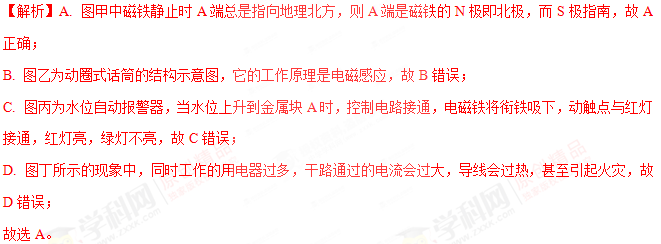 【解析】A. 图甲中磁铁静止时 A 端总是指向地理北方，则 A 端是磁铁的 N 极即北极，而 S 极指南，故 A
正确；
B. 图乙为动圈式话筒的结构示意图，它的工作原理是电磁感应，故 B 错误；
C. 图丙为水位自动报警器，当水位上升到金属块 A 时，控制电路接通，电磁铁将衔铁吸下，动触点与红灯
接通，红灯亮，绿灯不亮，故 C 错误；
D. 图丁所示的现象中，同时工作的用电器过多，干路通过的电流会过大，导线会过热，甚至引起火灾，故
D 错误；
故选 A。
学科网